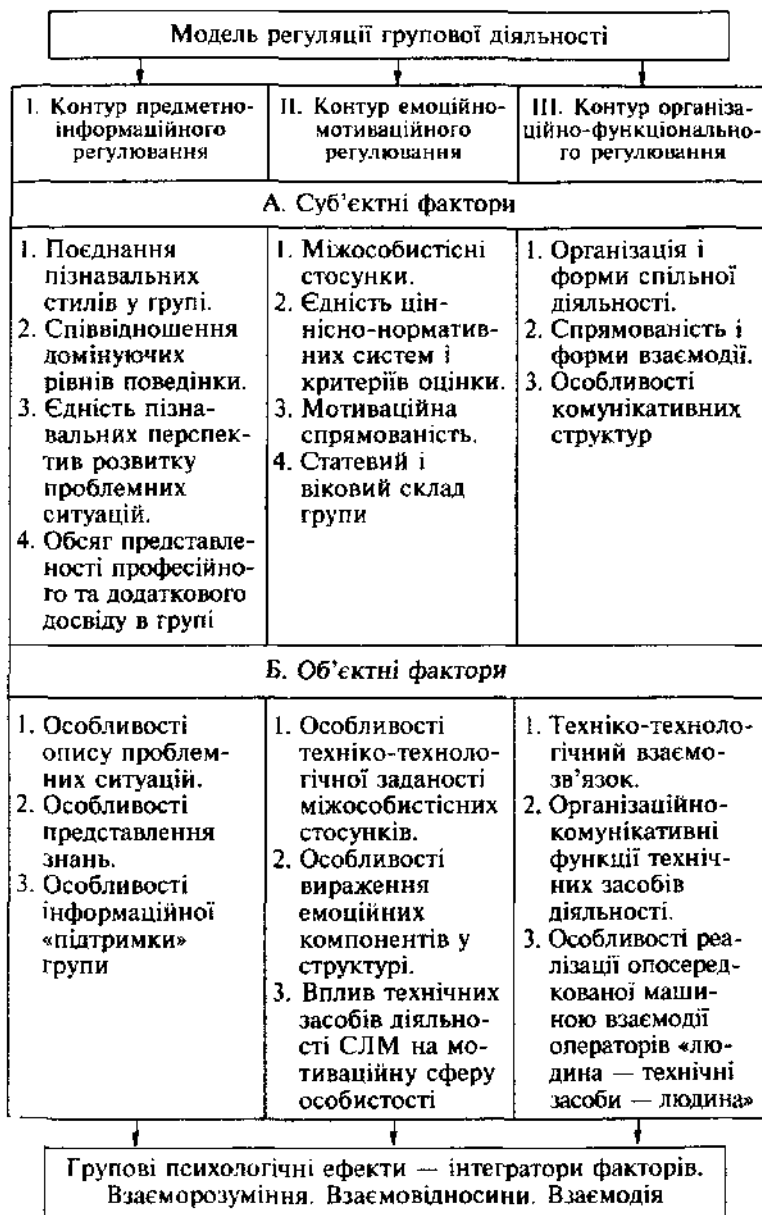 Модель регуляції групової діяльності
I. Контур предметно-
інформаційного
регулювання
II. Контур емоційно-
мотиваційного
регулювання
III. Контур організа-
ційно-функціонально-
го регулювання
А. Суб'єктні фактори
1. Поєднання
пізнавальних
стилів у групі.
2. Співвідношення
домінуючих
рівнів поведінки.
3. Єдність пізна-
вальних перспек-
тив розвитку
проблемних
ситуацій.
4. Обсяг представле-
ності професійно-
го та додаткового
досвіду в групі
1. Міжособистісні
стосунки.
2. Єдність цін-
нісно-норматив-
них систем і
критеріїв оцінки.
3. Мотиваційна
спрямованість.
4. Статевий і
віковий склад
групи
1. Організація і
форми спільної
діяльності.
2. Спрямованість і
форми взаємодії.
3. Особливості
комунікативних
структур
Б. Об'єктні фактори
1. Особливості
опису проблем-
них ситуацій.
2. Особливості
представлення
знань.
3. Особливості
інформаційної
«підтримки»
групи
1. Особливості
техніко-техноло-
гічної заданості
міжособистісних
стосунків.
2. Особливості
вираження
емоційних
компонентів у
структурі.
3. Вплив технічних
засобів діяльно-
сті СЛМ на мо-
тиваційну сферу
особистості
1. Техніко-техноло-
гічний взаємо-
зв'язок.
2. Організаційно-
комунікативні
функції техніч-
них засобів
діяльності.
3. Особливості реа-
лізації опосеред-
кованої маши-
ною взаємодії
операторів «лю-
дина — технічні
засоби — людина»
Групові психологічні ефекти — інтегратори факторів.
Взаєморозуміння. Взаємовідносини. Взаємодія